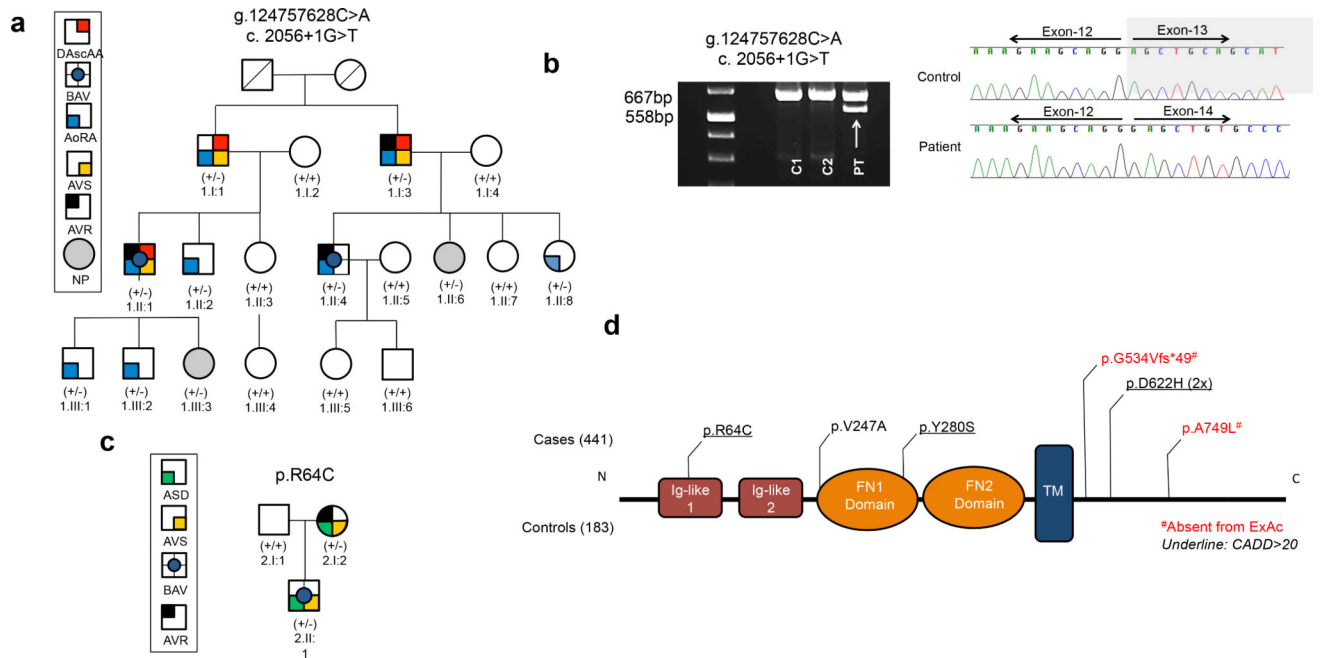 a
g.124757628C>A
c. 2056+1G>T
DAscAA
BAV
AoRA
AVS
AVR
NP
(+/-)
1.I:1
(+/+)
1.I.2
(+/-)
1.I:3
(+/+)
1.I:4
(+/-)
1.II:1
(+/-)
1.II:2
(+/+)
1.II:3
(+/-)
1.II:4
(+/+)
1.II:5
(+/-)
1.II:6
(+/+)
1.II:7
(+/-)
1.II:8
(+/-)
1.III:1
(+/-)
1.III:2
(+/-)
1.III:3
(+/+)
1.III:4
(+/+)
1.III:5
(+/+)
1.III:6
b
g.124757628C>A
c. 2056+1G>T
667bp
558bp
C1
C2
PT
Exon-12 Exon-13
A A A G A A G C A G G A G C T G C A G C A T
Control
Exon-12 Exon-14
A A A G A A G C A G G G A G C T G T G C C C
Patient
c
p.R64C
ASD
AVS
BAV
AVR
(+/+)
2.I:1
(+/-)
2.I:2
(+/-)
2.II:
1
d
p.G534Vfs*49#
p.D622H (2x)
p.R64C
p.V247A
p.Y280S
p.A749L#
Cases (441)
N
C
Ig-like
1
Ig-like
2
FN1
Domain
FN2
Domain
TM
Controls (183)
#Absent from ExAc
Underline: CADD>20